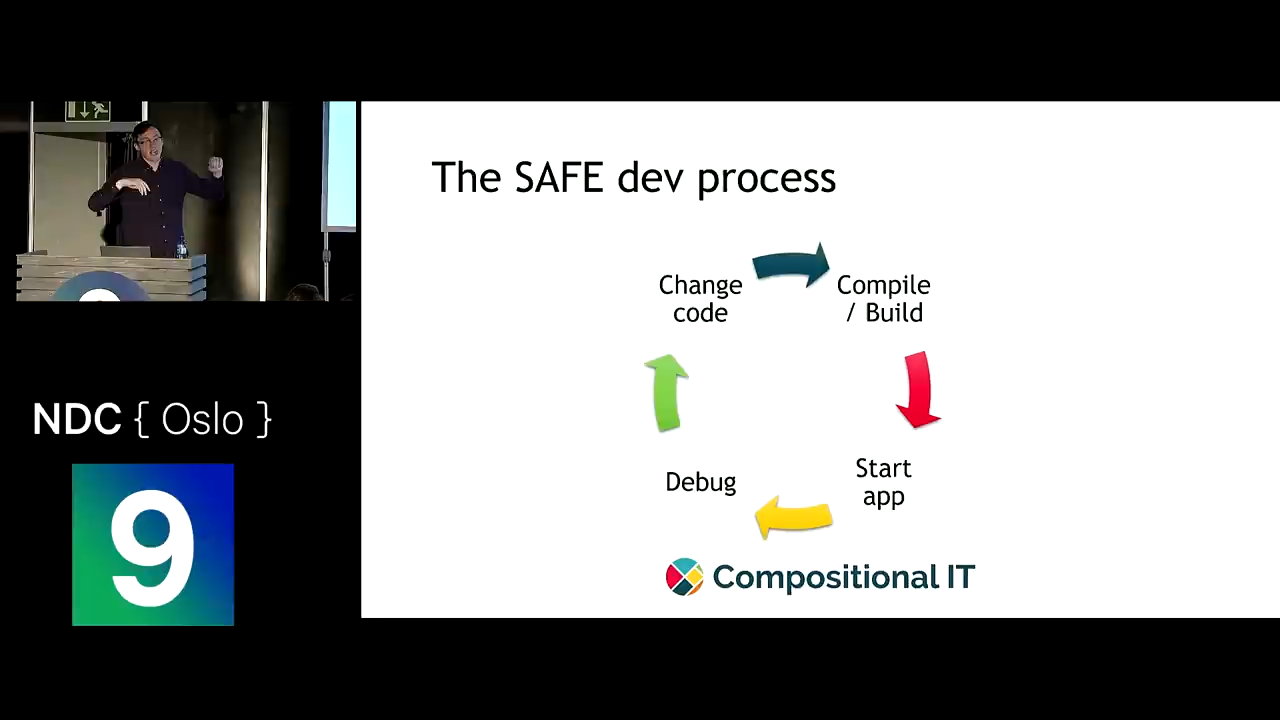 The SAFE dev process
Change
code
Compile
/ Build
Start
app
Debug
Compositional IT
NDC { Oslo }
9